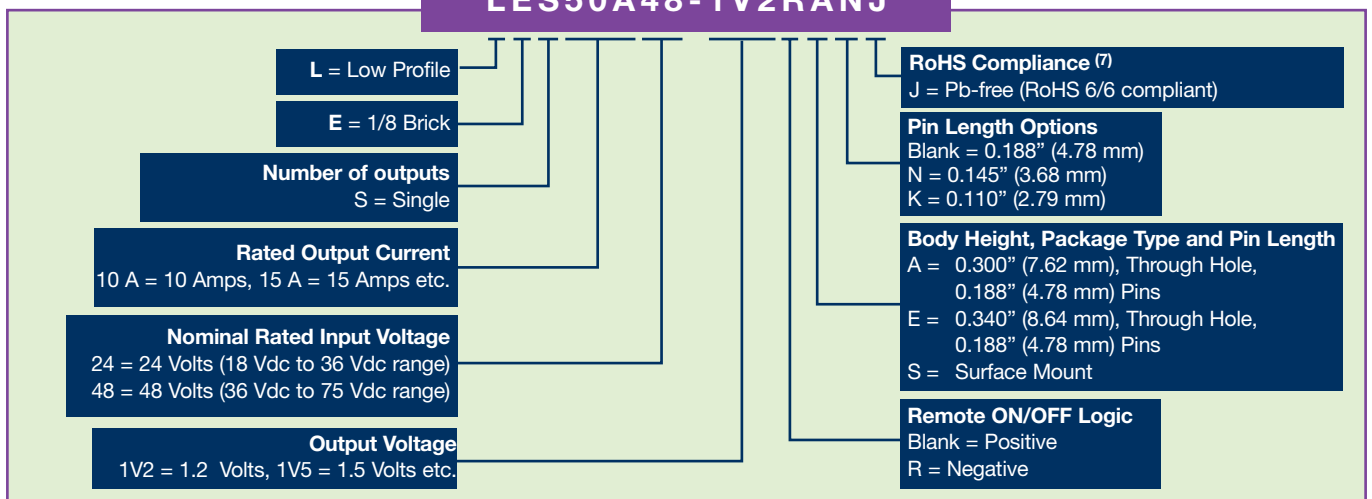 LES50A48-1V2RANJ
L = Low Profile
E = 1/8 Brick
Number of outputs
S = Single
Rated Output Current
10 A = 10 Amps, 15 A = 15 Amps etc.
Nominal Rated Input Voltage
24 = 24 Volts (18 Vdc to 36 Vdc range)
48 = 48 Volts (36 Vdc to 75 Vdc range)
Output Voltage
1V2 = 1.2 Volts, 1V5 = 1.5 Volts etc.
RoHS Compliance (7)
J = Pb-free (RoHS 6/6 compliant)
Pin Length Options
Blank = 0.188” (4.78 mm)
N = 0.145” (3.68 mm)
K = 0.110” (2.79 mm)
Body Height, Package Type and Pin Length
A = 0.300” (7.62 mm), Through Hole,
0.188” (4.78 mm) Pins
E = 0.340” (8.64 mm), Through Hole,
0.188” (4.78 mm) Pins
S = Surface Mount
Remote ON/OFF Logic
Blank = Positive
R = Negative